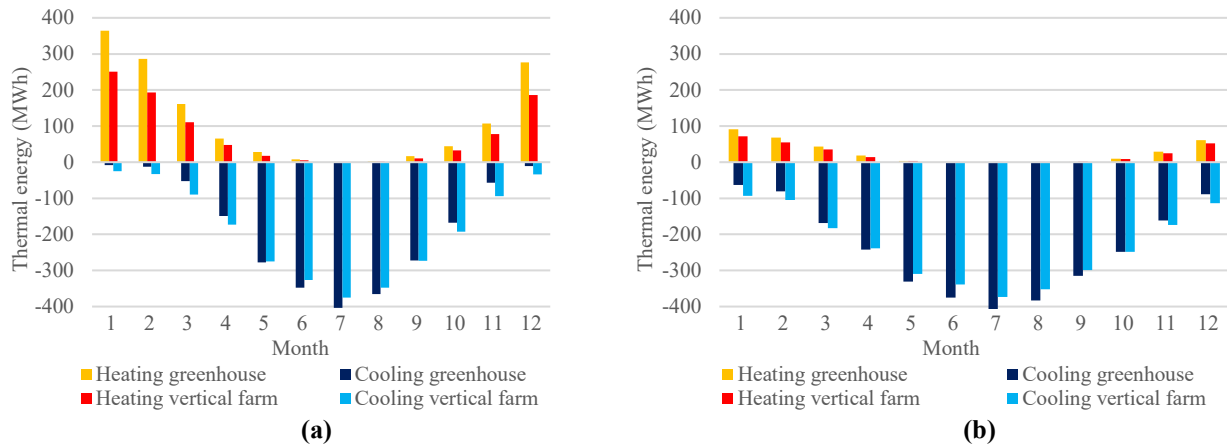 400
300
200
100
0
-100
-200
-300
-400
Thermal energy (MWh)
1 2 3 4 5 6 7 8 9 10 11 12
Month
Heating greenhouse Cooling greenhouse
Heating vertical farm Cooling vertical farm
(a)
400
300
200
100
0
-100
-200
-300
-400
Thermal energy (MWh)
1 2 3 4 5 6 7 8 9 10 11 12
Month
Heating greenhouse Cooling greenhouse
Heating vertical farm Cooling vertical farm
(b)